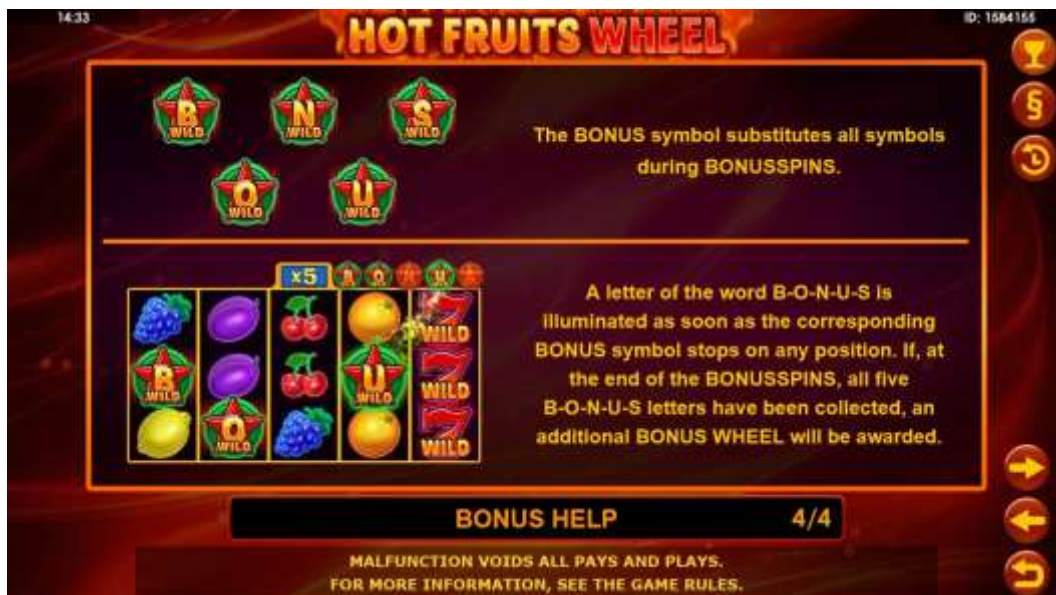 14:33
ID: 1584155
HOT FRUITS WHEEL
B WILD
N WILD
S WILD
O WILD
U WILD
The BONUS symbol substitutes all symbols
during BONUSSPINS.
x5 B O U
WILD
B WILD
U WILD
WILD
O WILD
WILD
A letter of the word B-O-N-U-S is
illuminated as soon as the corresponding
BONUS symbol stops on any position. If, at
the end of the BONUSSPINS, all five
B-O-N-U-S letters have been collected, an
additional BONUS WHEEL will be awarded.
BONUS HELP 4/4
MALFUNCTION VOIDS ALL PAYS AND PLAYS.
FOR MORE INFORMATION, SEE THE GAME RULES.